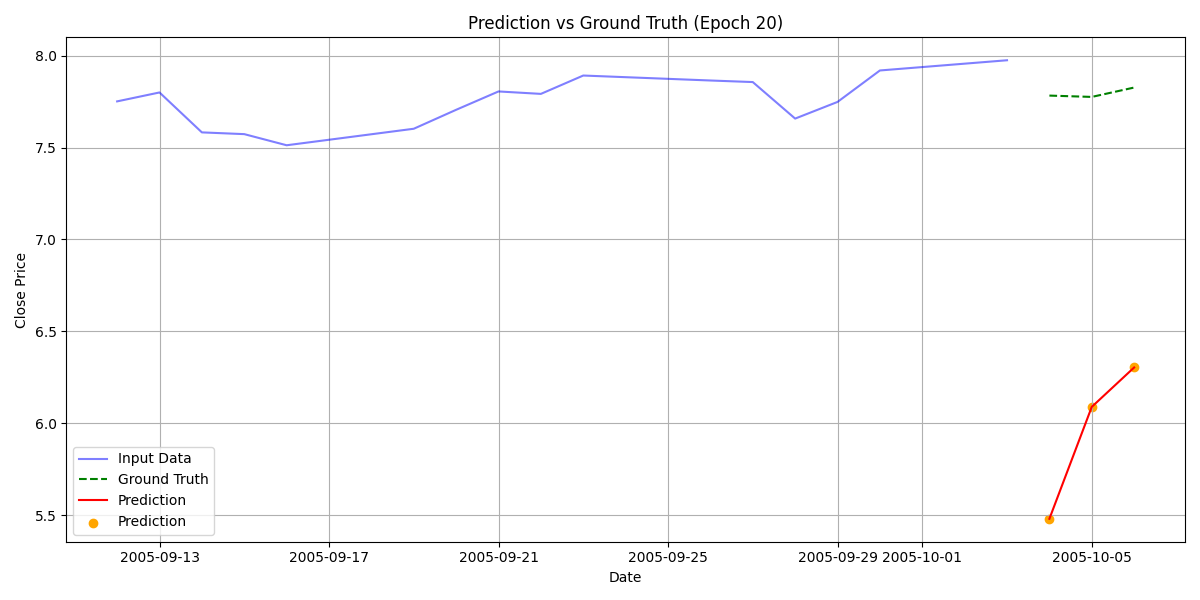 Prediction vs Ground Truth (Epoch 20)
8.0
7.5
7.0
6.5
6.0
5.5
Close Price
Input Data
Ground Truth
Prediction
Prediction
2005-09-13 2005-09-17 2005-09-21 2005-09-25 2005-09-29 2005-10-01 2005-10-05
Date